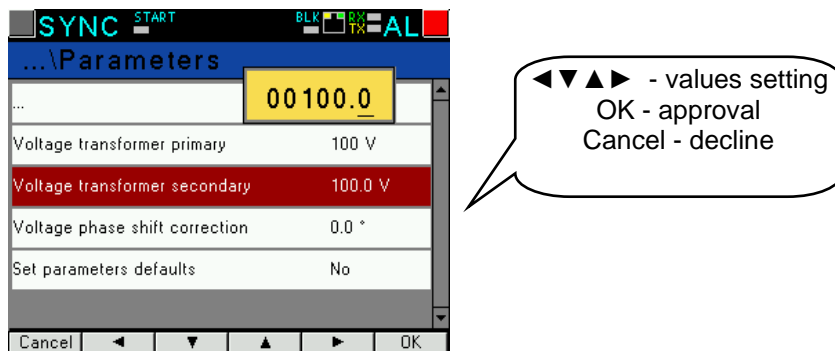 SYNC START BLK RX TX AL
...\Parameters
00100.0
...
Voltage transformer primary 100 V
Voltage transformer secondary 100.0 V
Voltage phase shift correction 0.0 °
Set parameters defaults No
Cancel ◄ ▼ ▲ ► OK
◄▼▲► - values setting
OK - approval
Cancel - decline